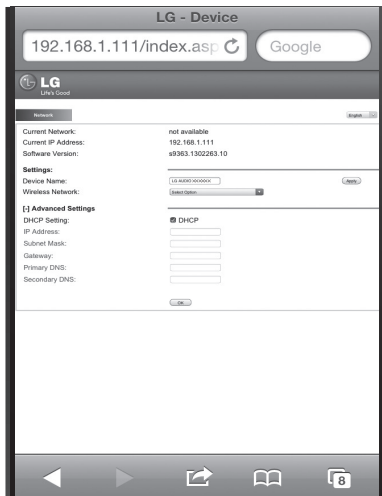 LG - Device
192.168.1.111/index.asp
Google
LG
Life's Good
Network
English
Current Network: not available
Current IP Address: 192.168.1.111
Software Version: s9363.1302263.10
Settings:
Device Name: LG AUDIO XXXXXX Apply
Wireless Network: Select Option
[-] Advanced Settings
DHCP Setting: DHCP
IP Address:
Subnet Mask:
Gateway:
Primary DNS:
Secondary DNS:
OK
8